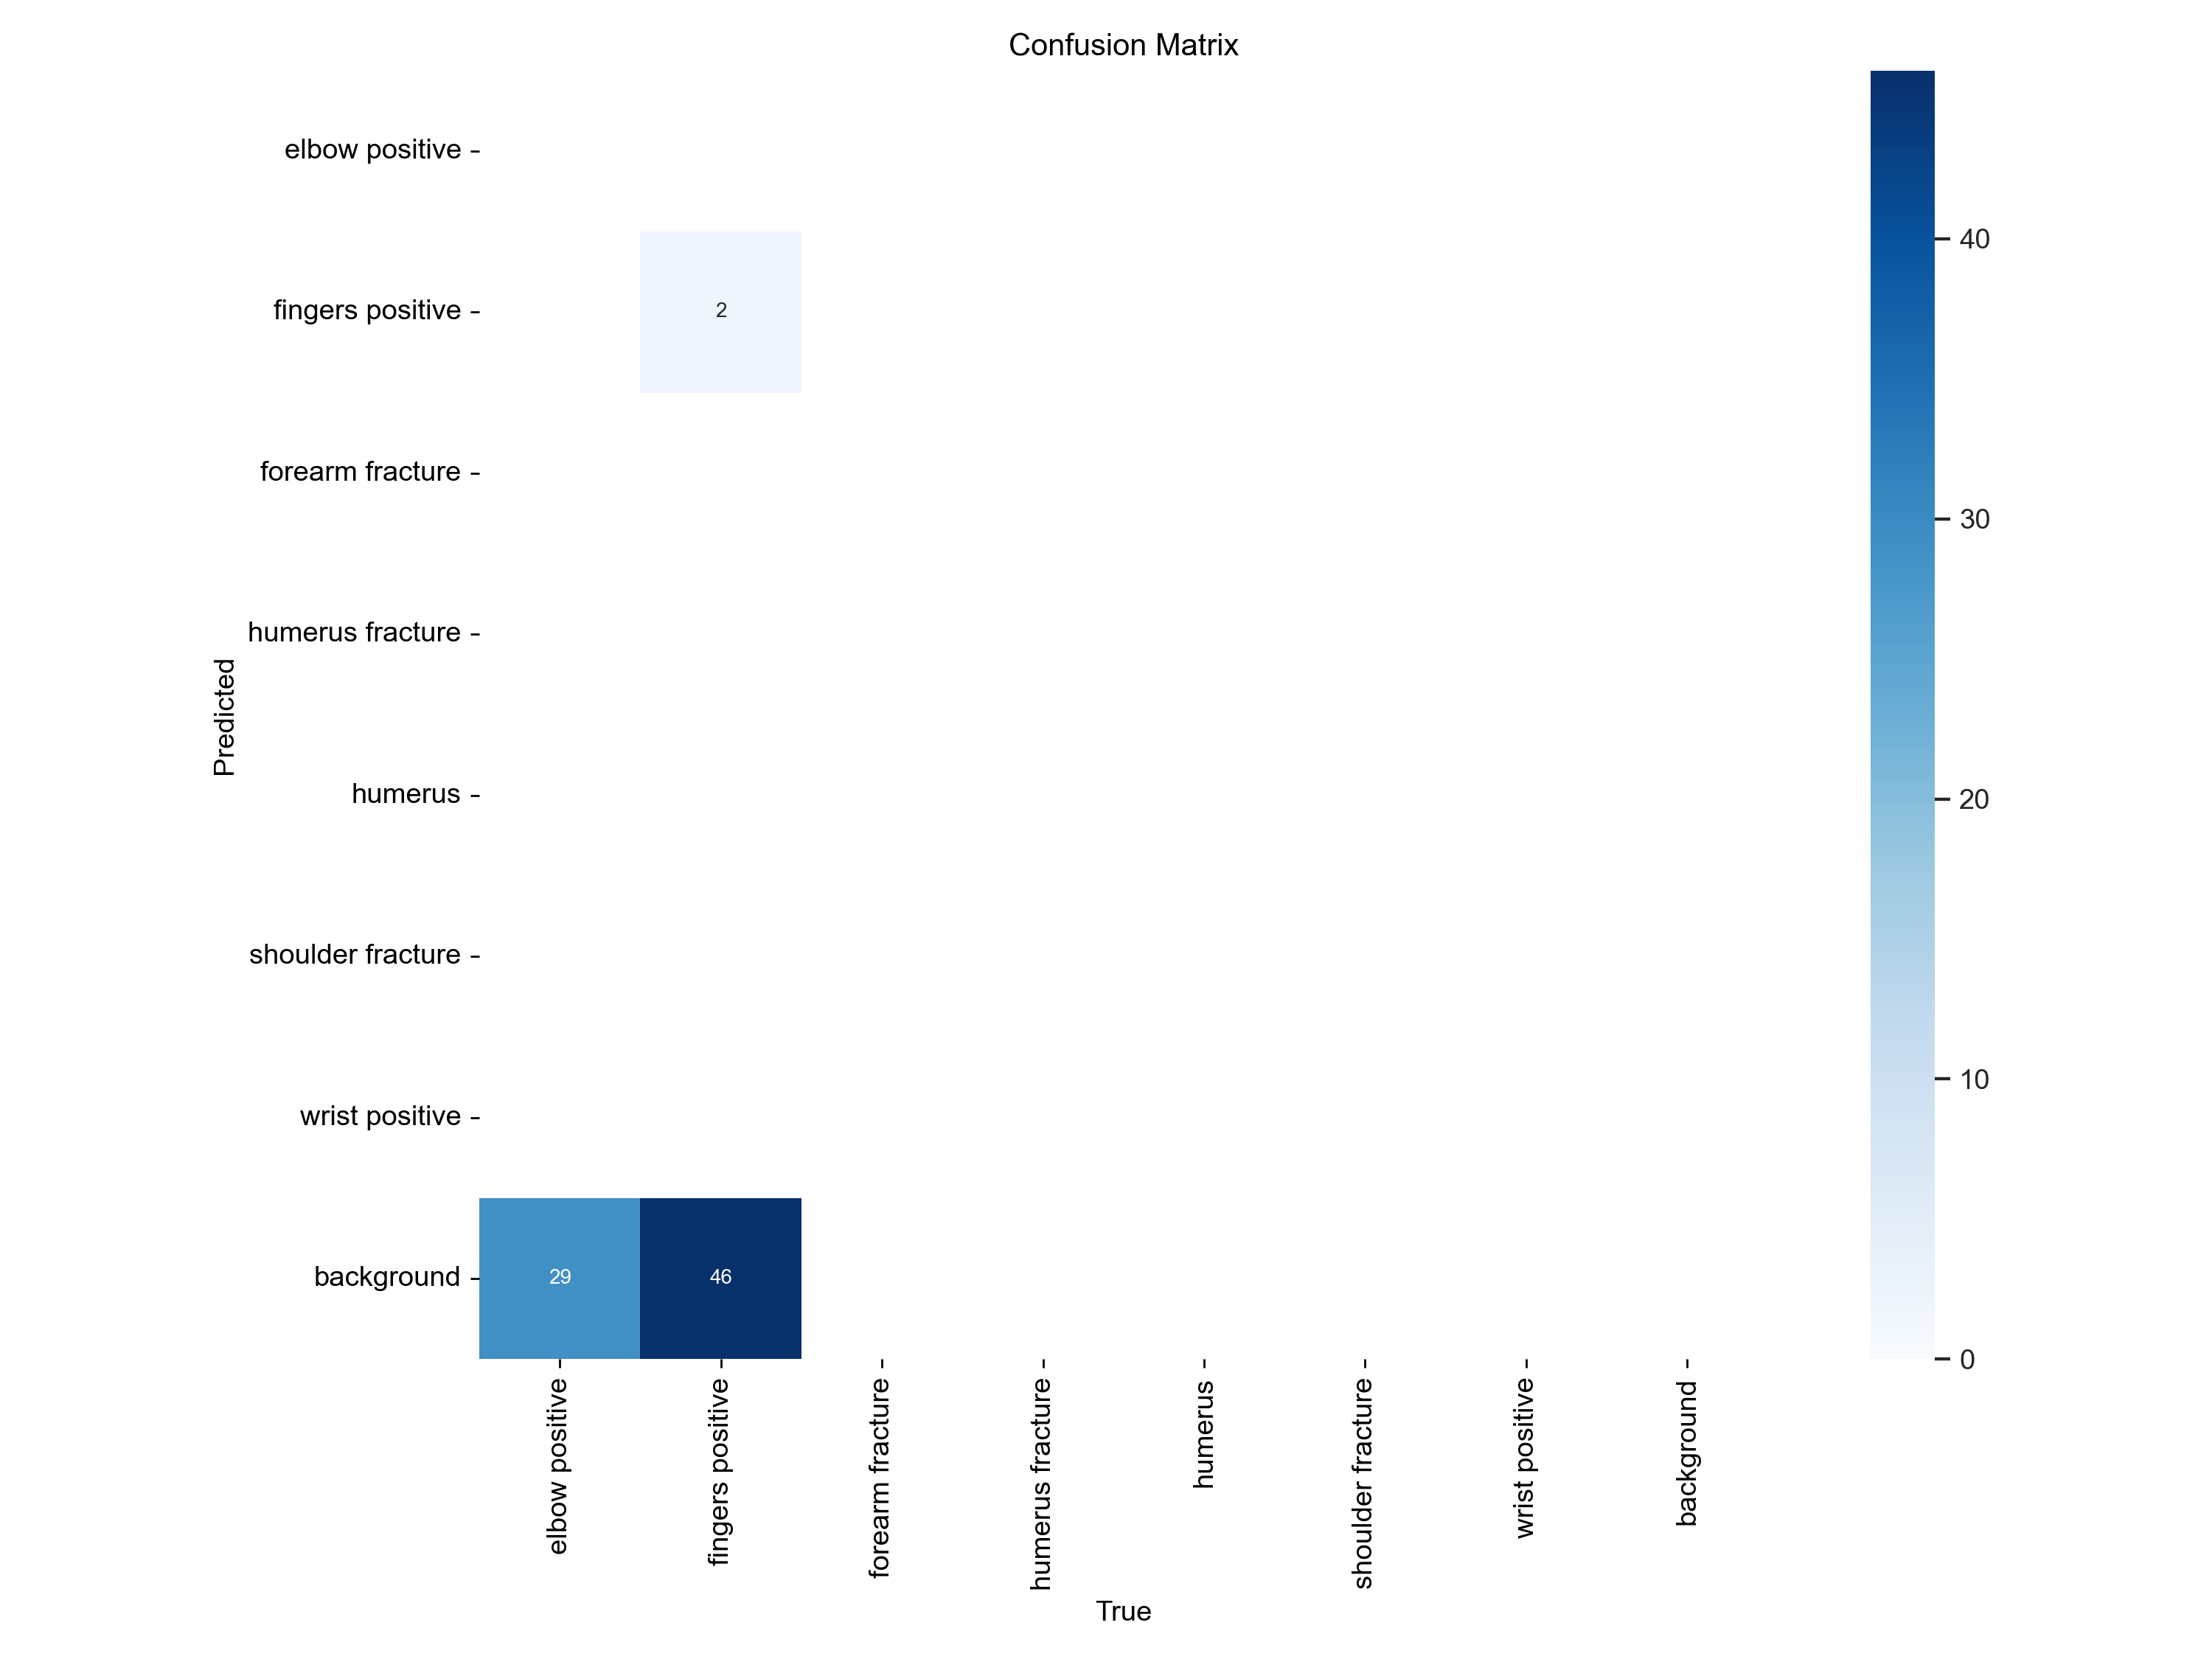 Confusion Matrix
Predicted
elbow positive
fingers positive
2
forearm fracture
humerus fracture
humerus
shoulder fracture
wrist positive
background
29
46
elbow positive
fingers positive
forearm fracture
humerus fracture
humerus
shoulder fracture
wrist positive
background
True
40
30
20
10
0